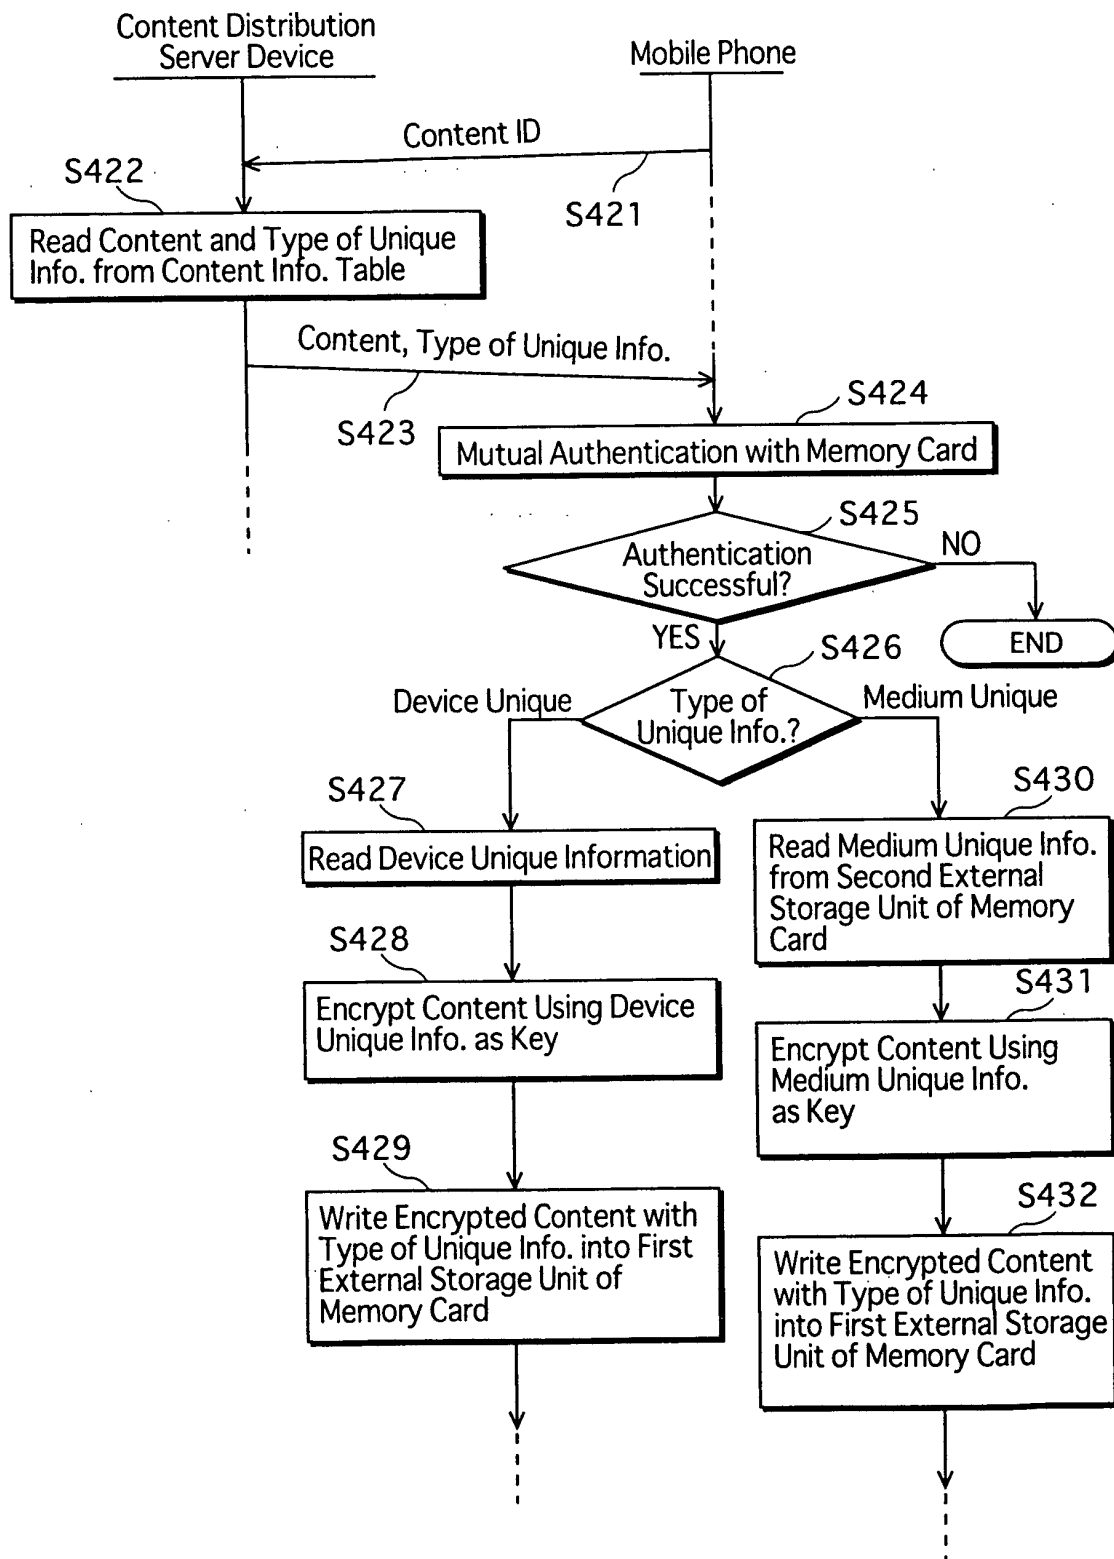 Content Distribution
Server Device
Mobile Phone
Content ID
S421
S422
Read Content and Type of Unique
Info. from Content Info. Table
Content, Type of Unique Info.
S423
S424
Mutual Authentication with Memory Card
S425
Authentication
Successful?
NO
END
YES
S426
Type of
Unique Info.?
Device Unique
Medium Unique
S427
Read Device Unique Information
S428
Encrypt Content Using Device
Unique Info. as Key
S429
Write Encrypted Content with
Type of Unique Info. into First
External Storage Unit of
Memory Card
S430
Read Medium Unique Info.
from Second External
Storage Unit of Memory
Card
S431
Encrypt Content Using
Medium Unique Info.
as Key
S432
Write Encrypted Content
with Type of Unique Info.
into First External Storage
Unit of Memory Card